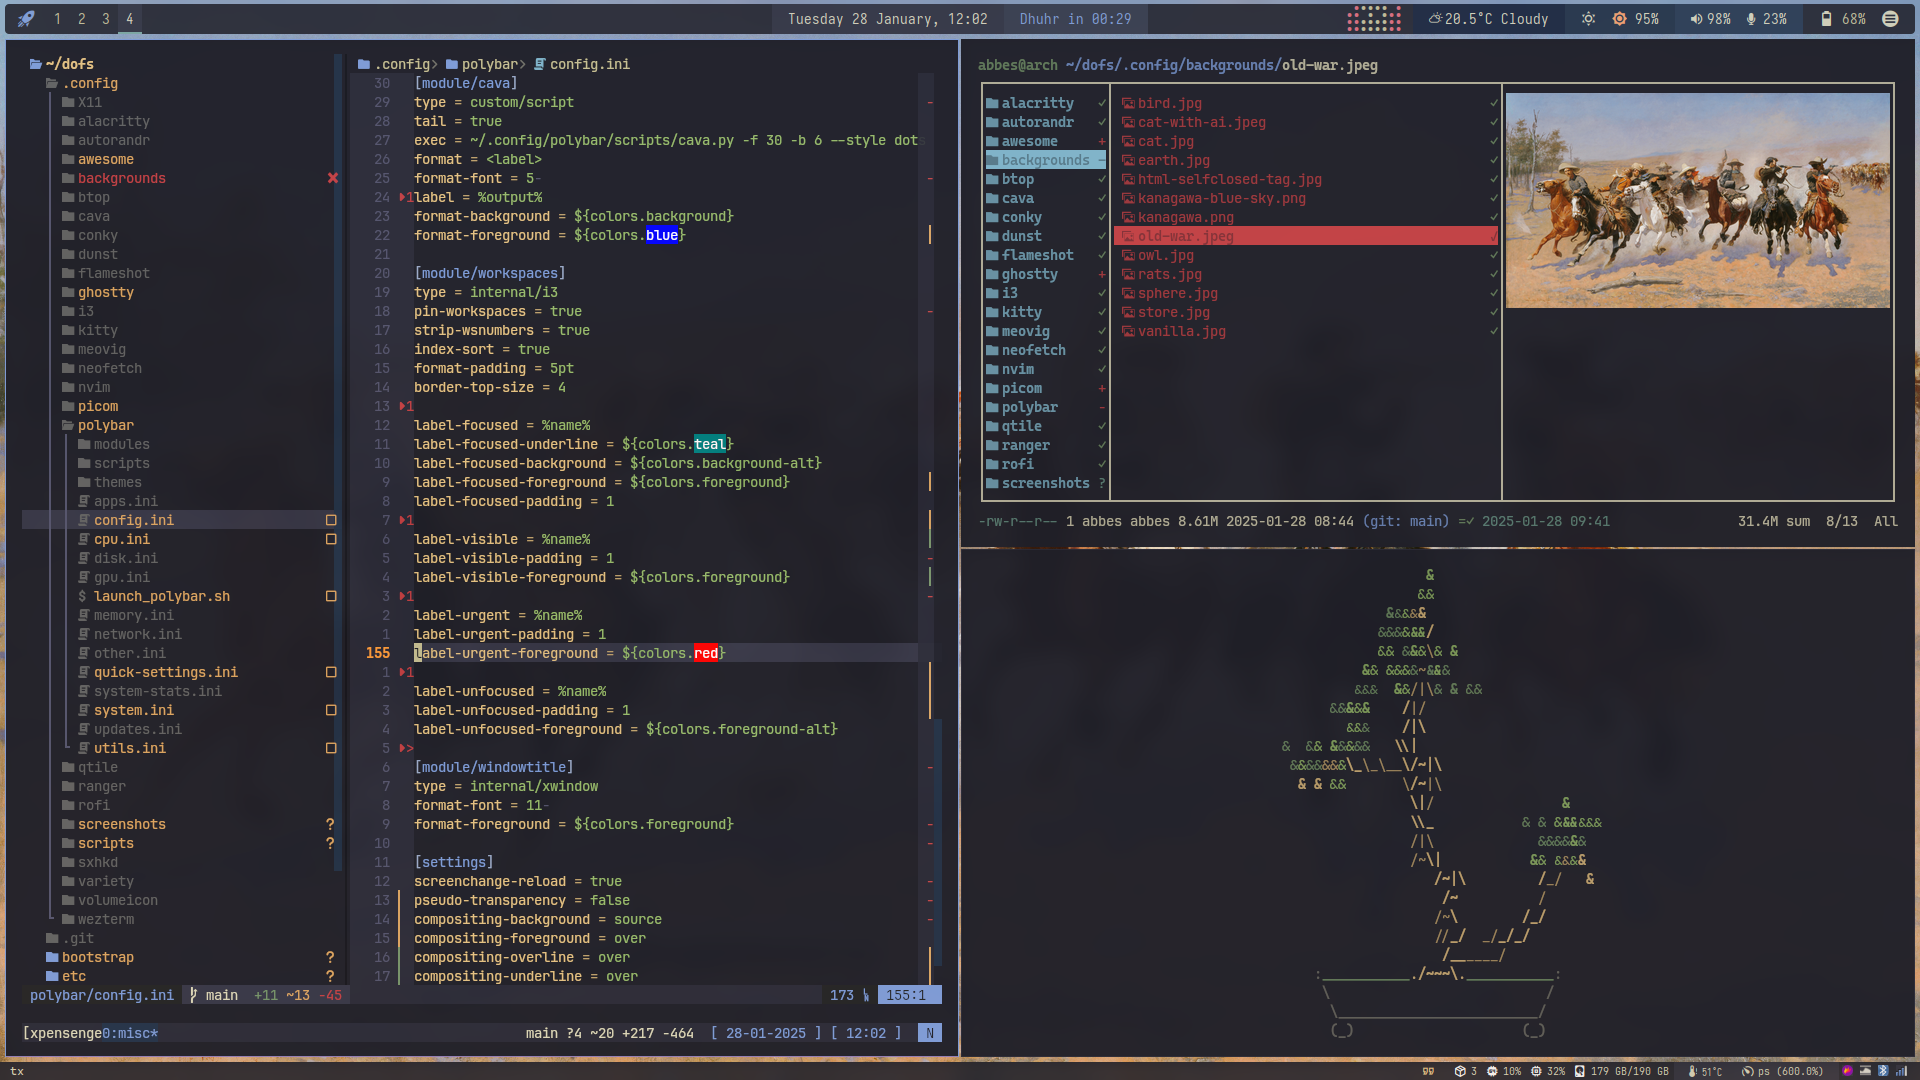 1 2 3 4
Tuesday 28 January, 12:02
Dhuhr in 00:29
20.5°C Cloudy
95%
98% 23%
68%
~/dofs
.config
X11
alacritty
autorandr
awesome
backgrounds
btop
cava
conky
dunst
flameshot
ghostty
i3
kitty
meovig
neofetch
nvim
picom
polybar
modules
scripts
themes
apps.ini
config.ini
cpu.ini
disk.ini
gpu.ini
$ launch_polybar.sh
memory.ini
network.ini
other.ini
quick-settings.ini
system-stats.ini
system.ini
updates.ini
utils.ini
qtile
ranger
rofi
screenshots ?
scripts ?
sxhkd
variety
volumeicon
wezterm
.git
bootstrap ?
etc ?
.config> polybar> config.ini
30 [module/cava]
29 type = custom/script
28 tail = true
27 exec = ~/.config/polybar/scripts/cava.py -f 30 -b 6 --style dots
26 format = <label>
25 format-font = 5-
24 1 label = %output%
23 format-background = ${colors.background}
22 format-foreground = ${colors.blue}
21
20 [module/workspaces]
19 type = internal/i3
18 pin-workspaces = true
17 strip-wsnumbers = true
16 index-sort = true
15 format-padding = 5pt
14 border-top-size = 4
13 1
12 label-focused = %name%
11 label-focused-underline = ${colors.teal}
10 label-focused-background = ${colors.background-alt}
9 label-focused-foreground = ${colors.foreground}
8 label-focused-padding = 1
7 1
6 label-visible = %name%
5 label-visible-padding = 1
4 label-visible-foreground = ${colors.foreground}
3 1
2 label-urgent = %name%
1 label-urgent-padding = 1
155 label-urgent-foreground = ${colors.red}
1 1
2 label-unfocused = %name%
3 label-unfocused-padding = 1
4 label-unfocused-foreground = ${colors.foreground-alt}
5 >
6 [module/windowtitle]
7 type = internal/xwindow
8 format-font = 11-
9 format-foreground = ${colors.foreground}
10
11 [settings]
12 screenchange-reload = true
13 pseudo-transparency = false
14 compositing-background = source
15 compositing-foreground = over
16 compositing-overline = over
17 compositing-underline = over
polybar/config.ini main +11 ~13 -45 173 155:1
[xpensenge0:misc* main ?4 ~20 +217 -464 [ 28-01-2025 ] [ 12:02 ] N
abbes@arch ~/dofs/.config/backgrounds/old-war.jpeg
alacritty ✓
autorandr ✓
awesome +
backgrounds -
btop ✓
cava ✓
conky ✓
dunst ✓
flameshot ✓
ghostty +
i3 ✓
kitty ✓
meovig ✓
neofetch ✓
nvim ✓
picom +
polybar -
qtile ✓
ranger ✓
rofi ✓
screenshots ?
bird.jpg ✓
cat-with-ai.jpeg ✓
cat.jpg ✓
earth.jpg ✓
html-selfclosed-tag.jpg ✓
kanagawa-blue-sky.png ✓
kanagawa.png ✓
old-war.jpeg ✓
owl.jpg ✓
rats.jpg ✓
sphere.jpg ✓
store.jpg ✓
vanilla.jpg ✓
-rw-r--r-- 1 abbes abbes 8.61M 2025-01-28 08:44 (git: main) =✓ 2025-01-28 09:41 31.4M sum 8/13 All
tx
3 10% 32% 179 GB/190 GB 51°C ps (600.0%)